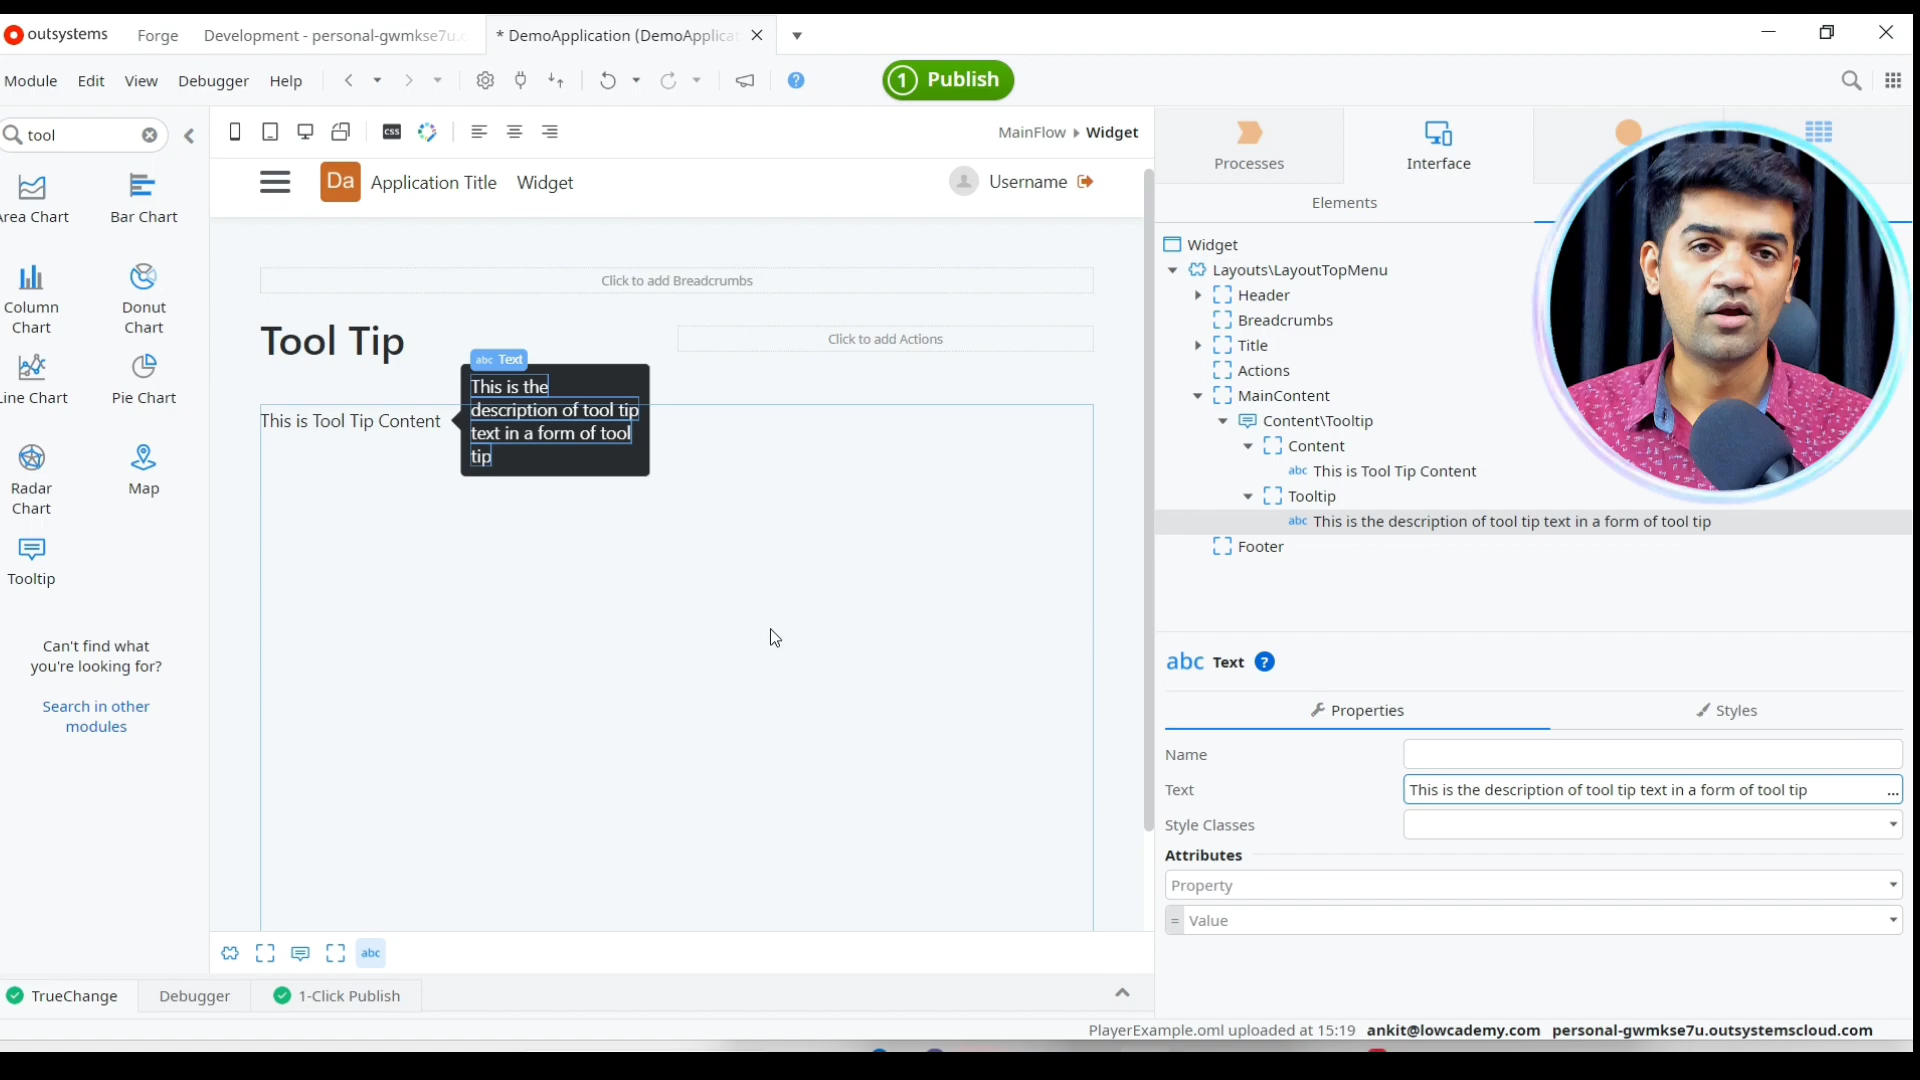 outsystems
Forge
Development - personal-gwmkse7u.o
* DemoApplication (DemoApplicat
Module
Edit
View
Debugger
Help
1
Publish
tool
css
MainFlow
Widget
Processes
Interface
Da
Application Title
Widget
Username
Area Chart
Bar Chart
Elements
Widget
Layouts\LayoutTopMenu
Header
Breadcrumbs
Title
Actions
MainContent
Content\Tooltip
Content
abc This is Tool Tip Content
Tooltip
abc This is the description of tool tip text in a form of tool tip
Footer
Click to add Breadcrumbs
Tool Tip
Click to add Actions
abc Text
This is the
description of tool tip
text in a form of tool
tip
This is Tool Tip Content
Column
Chart
Donut
Chart
Line Chart
Pie Chart
Radar
Chart
Map
Tooltip
Can't find what
you're looking for?
Search in other
modules
abc Text ?
Properties
Styles
Name
Text
This is the description of tool tip text in a form of tool tip
...
Style Classes
Attributes
Property
= Value
abc
TrueChange
Debugger
1-Click Publish
PlayerExample.oml uploaded at 15:19
ankit@lowcademy.com
personal-gwmkse7u.outsystemscloud.com